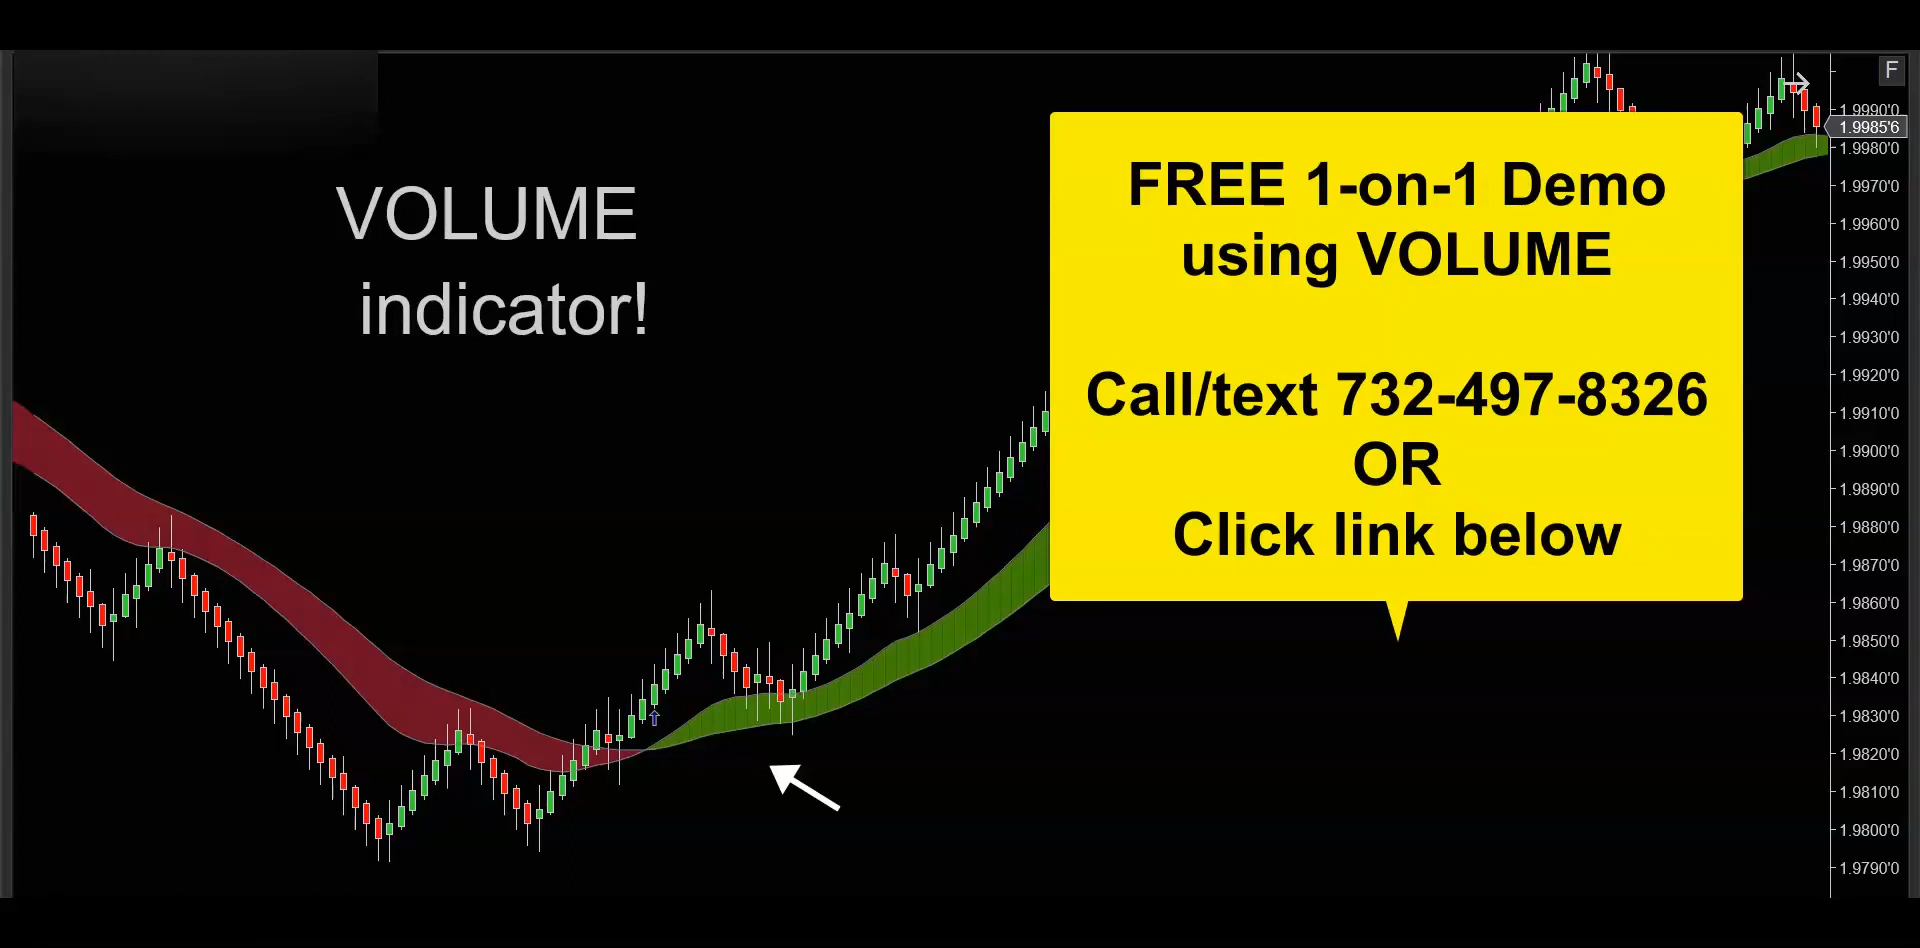 VOLUME
indicator!
FREE 1-on-1 Demo
using VOLUME
Call/text 732-497-8326
OR
Click link below
F
1.9990'0
1.9985'6
1.9980'0
1.9970'0
1.9960'0
1.9950'0
1.9940'0
1.9930'0
1.9920'0
1.9910'0
1.9900'0
1.9890'0
1.9880'0
1.9870'0
1.9860'0
1.9850'0
1.9840'0
1.9830'0
1.9820'0
1.9810'0
1.9800'0
1.9790'0